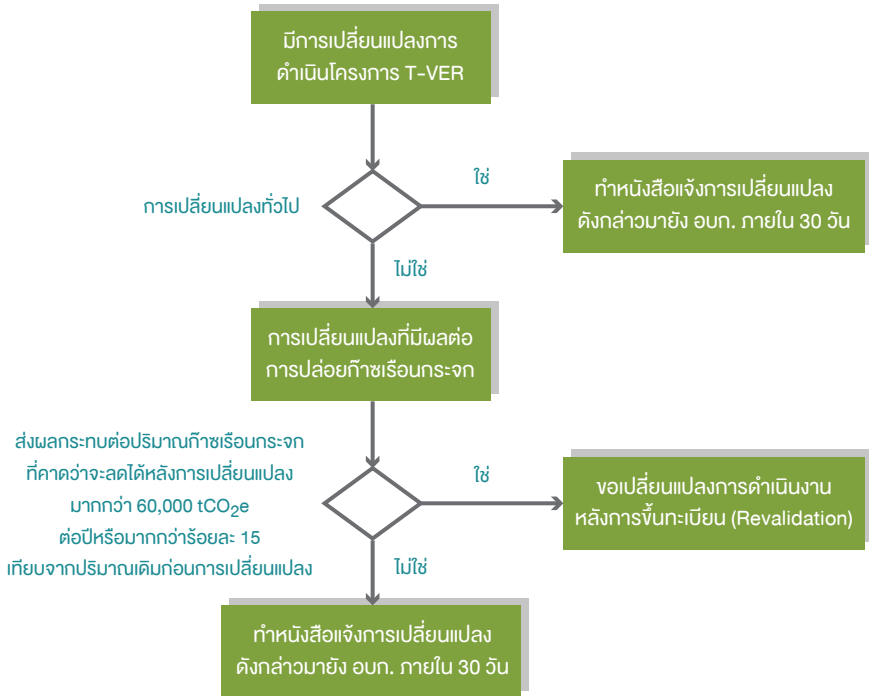 มีการเปลี่ยนแปลงการ
ดำเนินโครงการ T-VER
การเปลี่ยนแปลงทั่วไป
ใช่
ทำหนังสือแจ้งการเปลี่ยนแปลง
ดังกล่าวมายัง อบก. ภายใน 30 วัน
ไม่ใช่
การเปลี่ยนแปลงที่มีผลต่อ
การปล่อยก๊าซเรือนกระจก
ส่งผลกระทบต่อปริมาณก๊าซเรือนกระจก
ที่คาดว่าจะลดได้หลังการเปลี่ยนแปลง
มากกว่า 60,000 tCO₂e
ต่อปีหรือมากกว่าร้อยละ 15
เทียบจากปริมาณเดิมก่อนการเปลี่ยนแปลง
ใช่
ขอเปลี่ยนแปลงการดำเนินงาน
หลังการขึ้นทะเบียน (Revalidation)
ไม่ใช่
ทำหนังสือแจ้งการเปลี่ยนแปลง
ดังกล่าวมายัง อบก. ภายใน 30 วัน